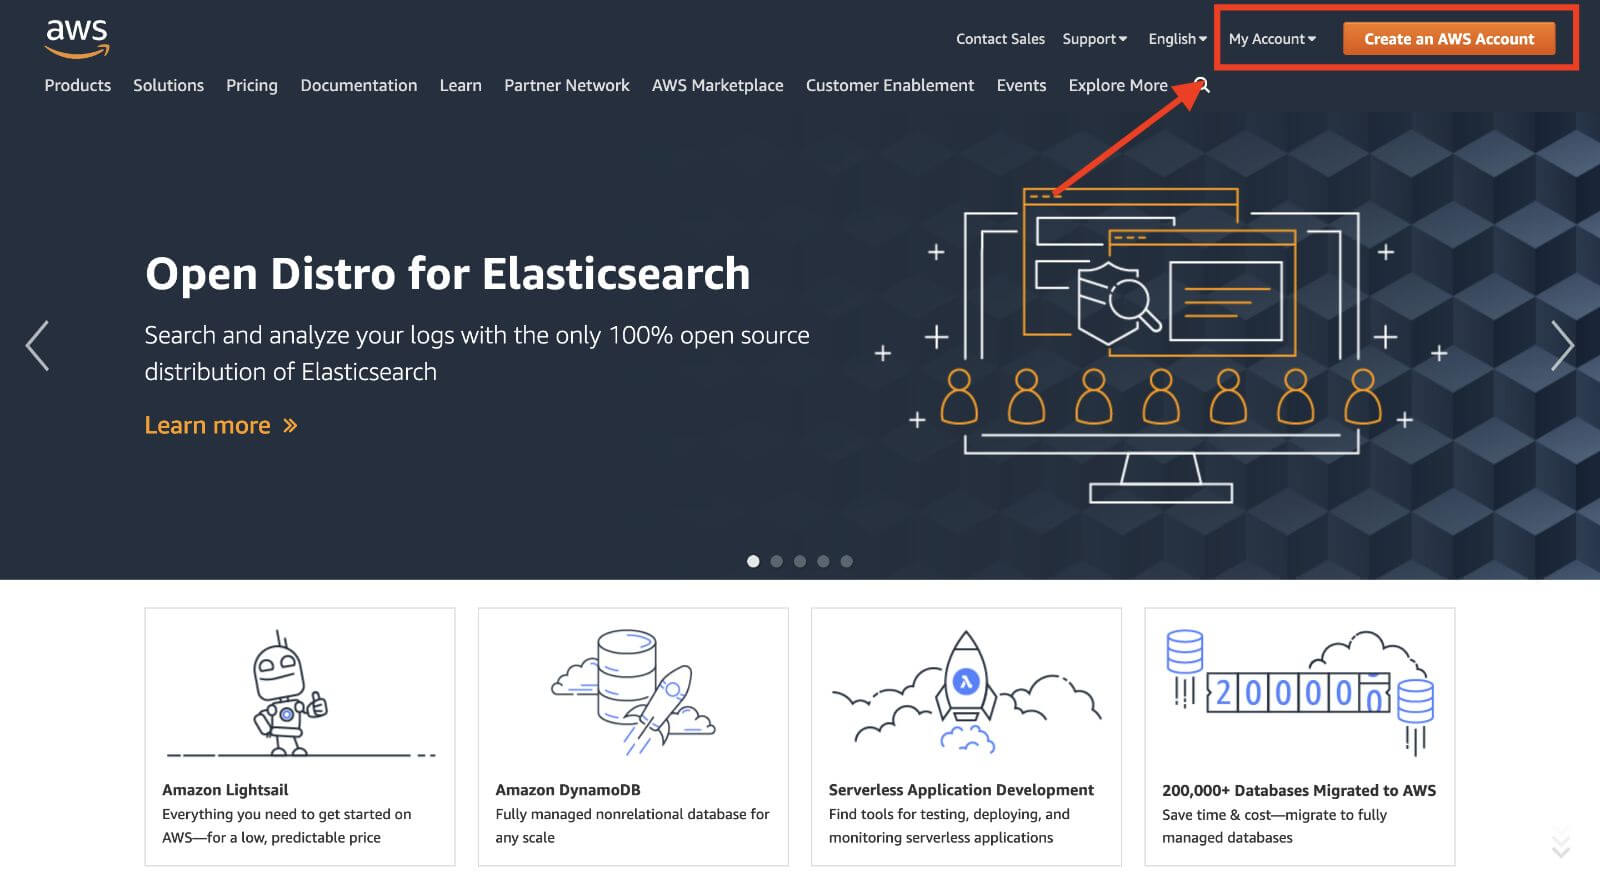 aws
Contact Sales Support English My Account Create an AWS Account
Products Solutions Pricing Documentation Learn Partner Network AWS Marketplace Customer Enablement Events Explore More
Open Distro for Elasticsearch
Search and analyze your logs with the only 100% open source
distribution of Elasticsearch
Learn more »
λ
200000
Amazon Lightsail
Everything you need to get started on
AWS—for a low, predictable price
Amazon DynamoDB
Fully managed nonrelational database for
any scale
Serverless Application Development
Find tools for testing, deploying, and
monitoring serverless applications
200,000+ Databases Migrated to AWS
Save time & cost—migrate to fully
managed databases